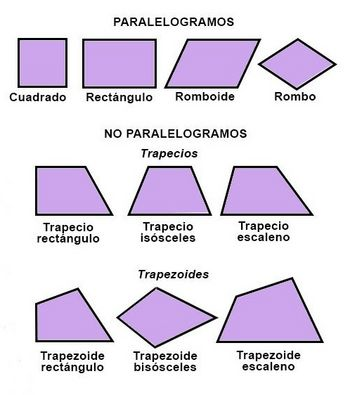 PARALELOGRAMOS
Cuadrado Rectángulo Romboide Rombo
NO PARALELOGRAMOS
Trapecios
Trapecio Trapecio Trapecio
rectángulo isósceles escaleno
Trapezoides
Trapezoide Trapezoide Trapezoide
rectángulo bisósceles escaleno